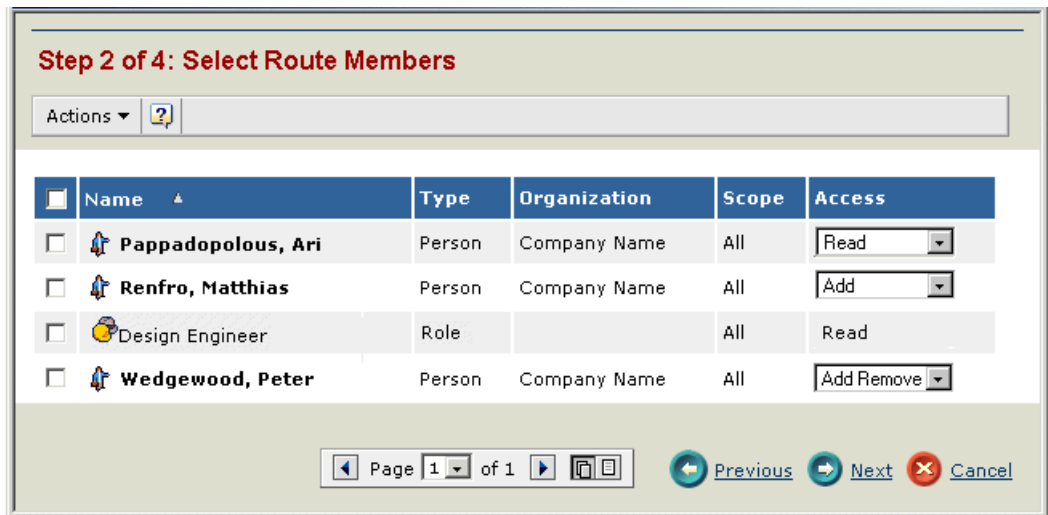 Step 2 of 4: Select Route Members
Actions
Name Type Organization Scope Access
Pappadopolous, Ari Person Company Name All Read
Renfro, Matthias Person Company Name All Add
Design Engineer Role All Read
Wedgewood, Peter Person Company Name All Add Remove
Page 1 of 1 Previous Next Cancel